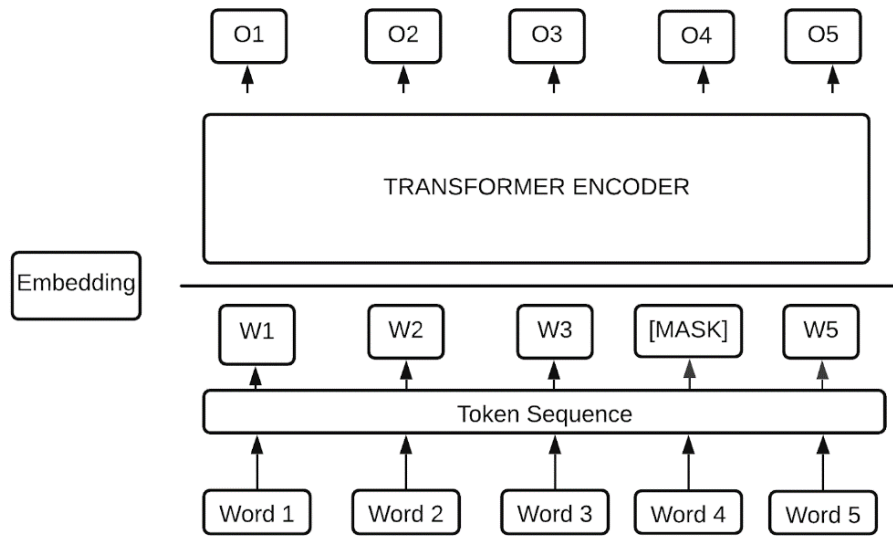 O1
O2
O3
O4
O5
TRANSFORMER ENCODER
Embedding
W1
W2
W3
[MASK]
W5
Token Sequence
Word 1
Word 2
Word 3
Word 4
Word 5